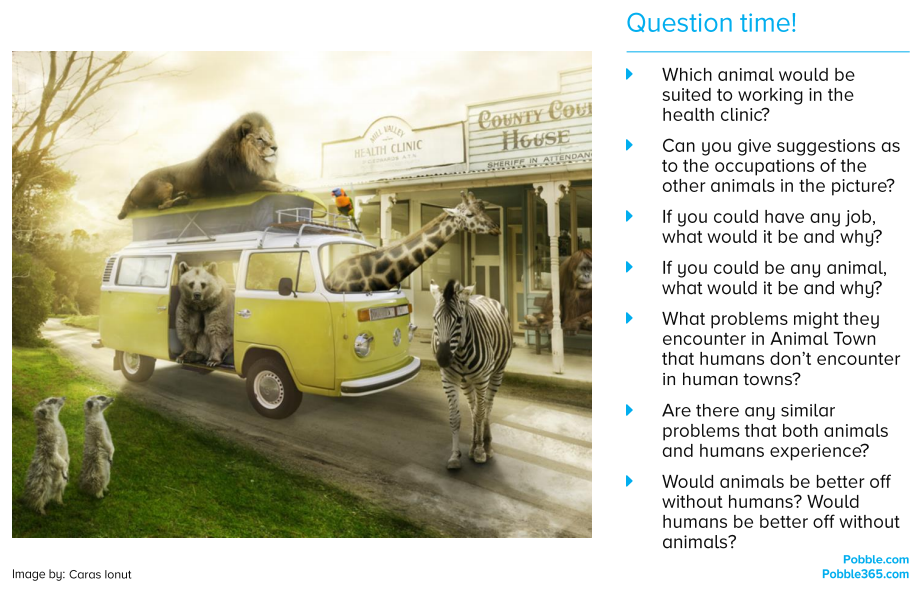 Question time!
Which animal would be
suited to working in the
health clinic?
Can you give suggestions as
to the occupations of the
other animals in the picture?
If you could have any job,
what would it be and why?
If you could be any animal,
what would it be and why?
What problems might they
encounter in Animal Town
that humans don't encounter
in human towns?
Are there any similar
problems that both animals
and humans experience?
Would animals be better off
without humans? Would
humans be better off without
animals?
Pobble.com
Pobble365.com
MILL VALLEY
HEALTH CLINIC
COUNTY COU
HOUSE
SHERIFF IN ATTENDAN
Image by: Caras Ionut